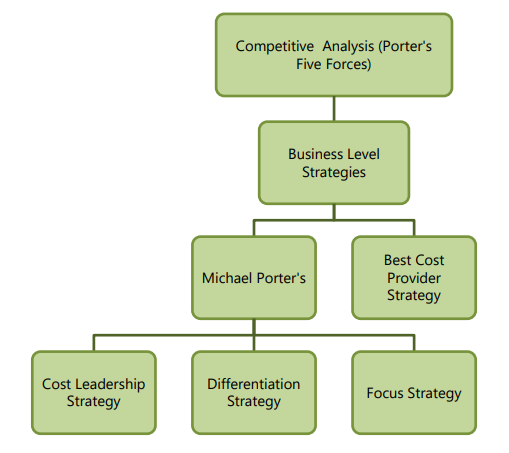 Competitive Analysis (Porter's
Five Forces)
Business Level
Strategies
Michael Porter's
Best Cost
Provider
Strategy
Cost Leadership
Strategy
Differentiation
Strategy
Focus Strategy